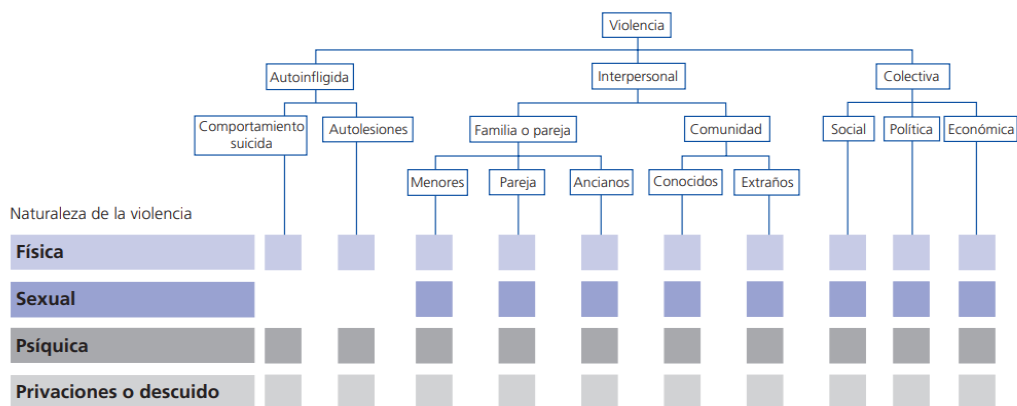 Violencia
Autoinfligida
Interpersonal
Colectiva
Comportamiento
suicida
Autolesiones
Familia o pareja
Comunidad
Social
Política
Económica
Menores
Pareja
Ancianos
Conocidos
Extraños
Naturaleza de la violencia
Física
Sexual
Psíquica
Privaciones o descuido